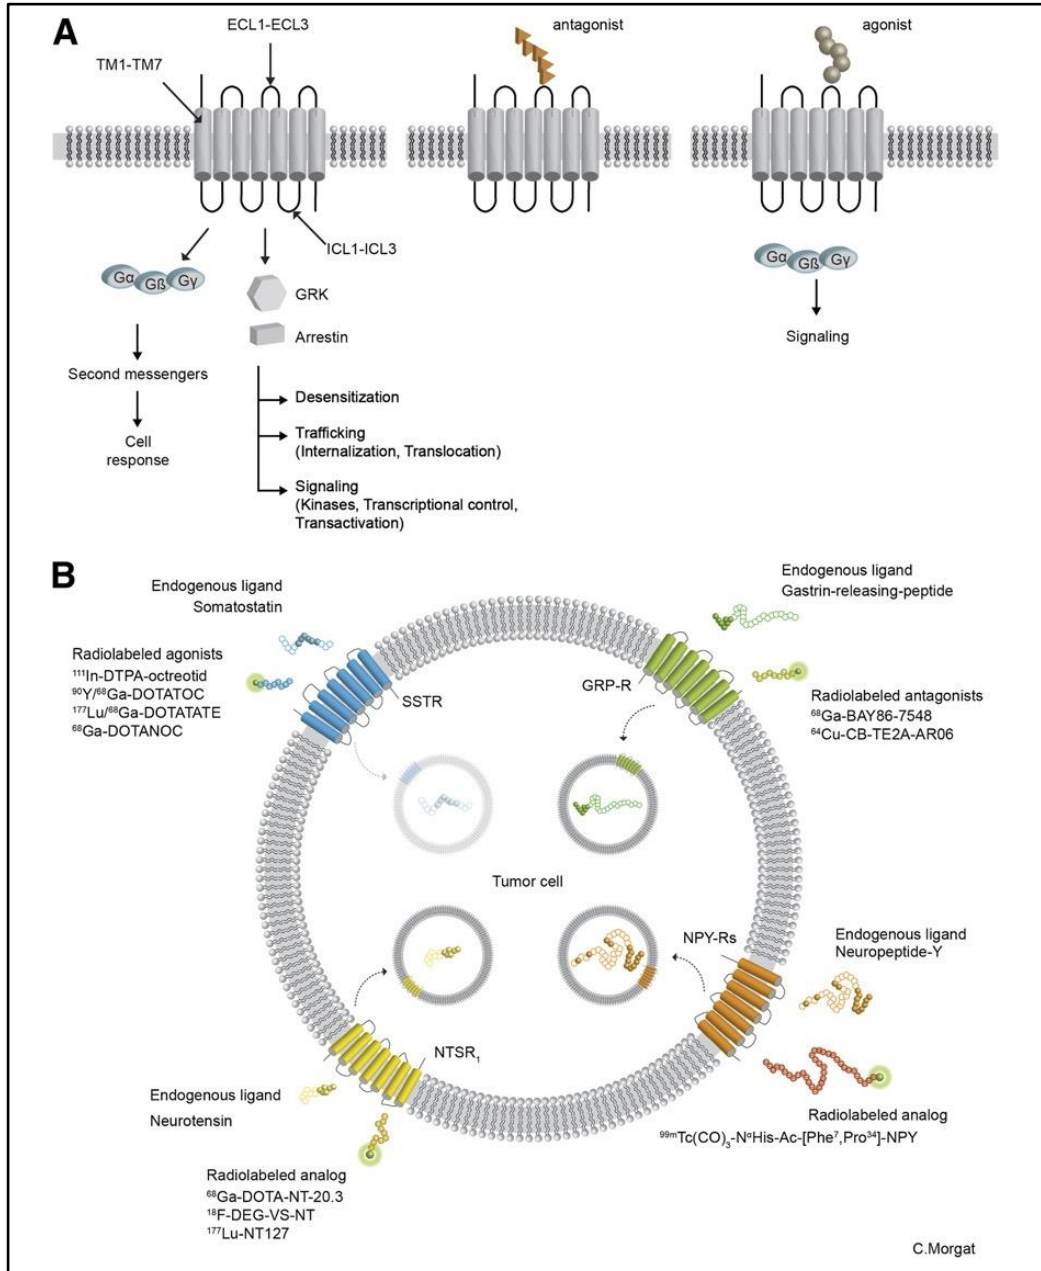 A
ECL1-ECL3
TM1-TM7
ICL1-ICL3
Gα
Gß
Gγ
GRK
Arrestin
Second messengers
Cell
response
Desensitization
Trafficking
(Internalization, Translocation)
Signaling
(Kinases, Transcriptional control,
Transactivation)
antagonist
agonist
Gα
Gß
Gγ
Signaling
B
Endogenous ligand
Somatostatin
Radiolabeled agonists
¹¹¹In-DTPA-octreotid
⁹⁰Y/⁶⁸Ga-DOTATOC
¹⁷⁷Lu/⁶⁸Ga-DOTATATE
⁶⁸Ga-DOTANOC
SSTR
Endogenous ligand
Gastrin-releasing-peptide
GRP-R
Radiolabeled antagonists
⁶⁸Ga-BAY86-7548
⁶⁴Cu-CB-TE2A-AR06
Tumor cell
NPY-Rs
Endogenous ligand
Neuropeptide-Y
Radiolabeled analog
⁹⁹ᵐTc(CO)₃-NᵅHis-Ac-[Phe⁷,Pro³⁴]-NPY
NTSR₁
Endogenous ligand
Neurotensin
Radiolabeled analog
⁶⁸Ga-DOTA-NT-20.3
¹⁸F-DEG-VS-NT
¹⁷⁷Lu-NT127
C.Morgat